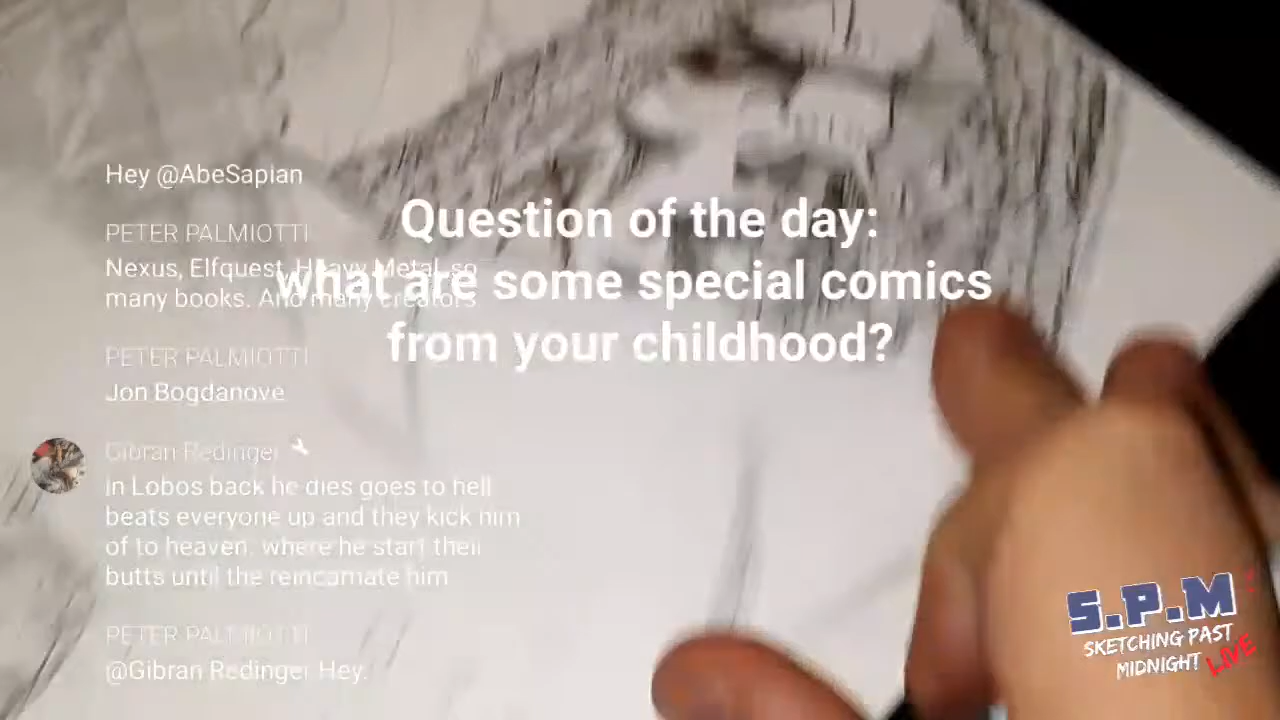 Hey @AbeSapian
PETER PALMIOTTI
Nexus, Elfquest, Heavy Metal so
many books. And many creators
PETER PALMIOTTI
Jon Bogdanove
Gibran Redinger
in Lobos back he dies goes to hell
beats everyone up and they kick him
of to heaven. where he start their
butts until the reincarnate him
PETER PALMIOTTI
@Gibran Redinger Hey.
Question of the day:
what are some special comics
from your childhood?
S.P.M
SKETCHING PAST
MIDNIGHT LIVE